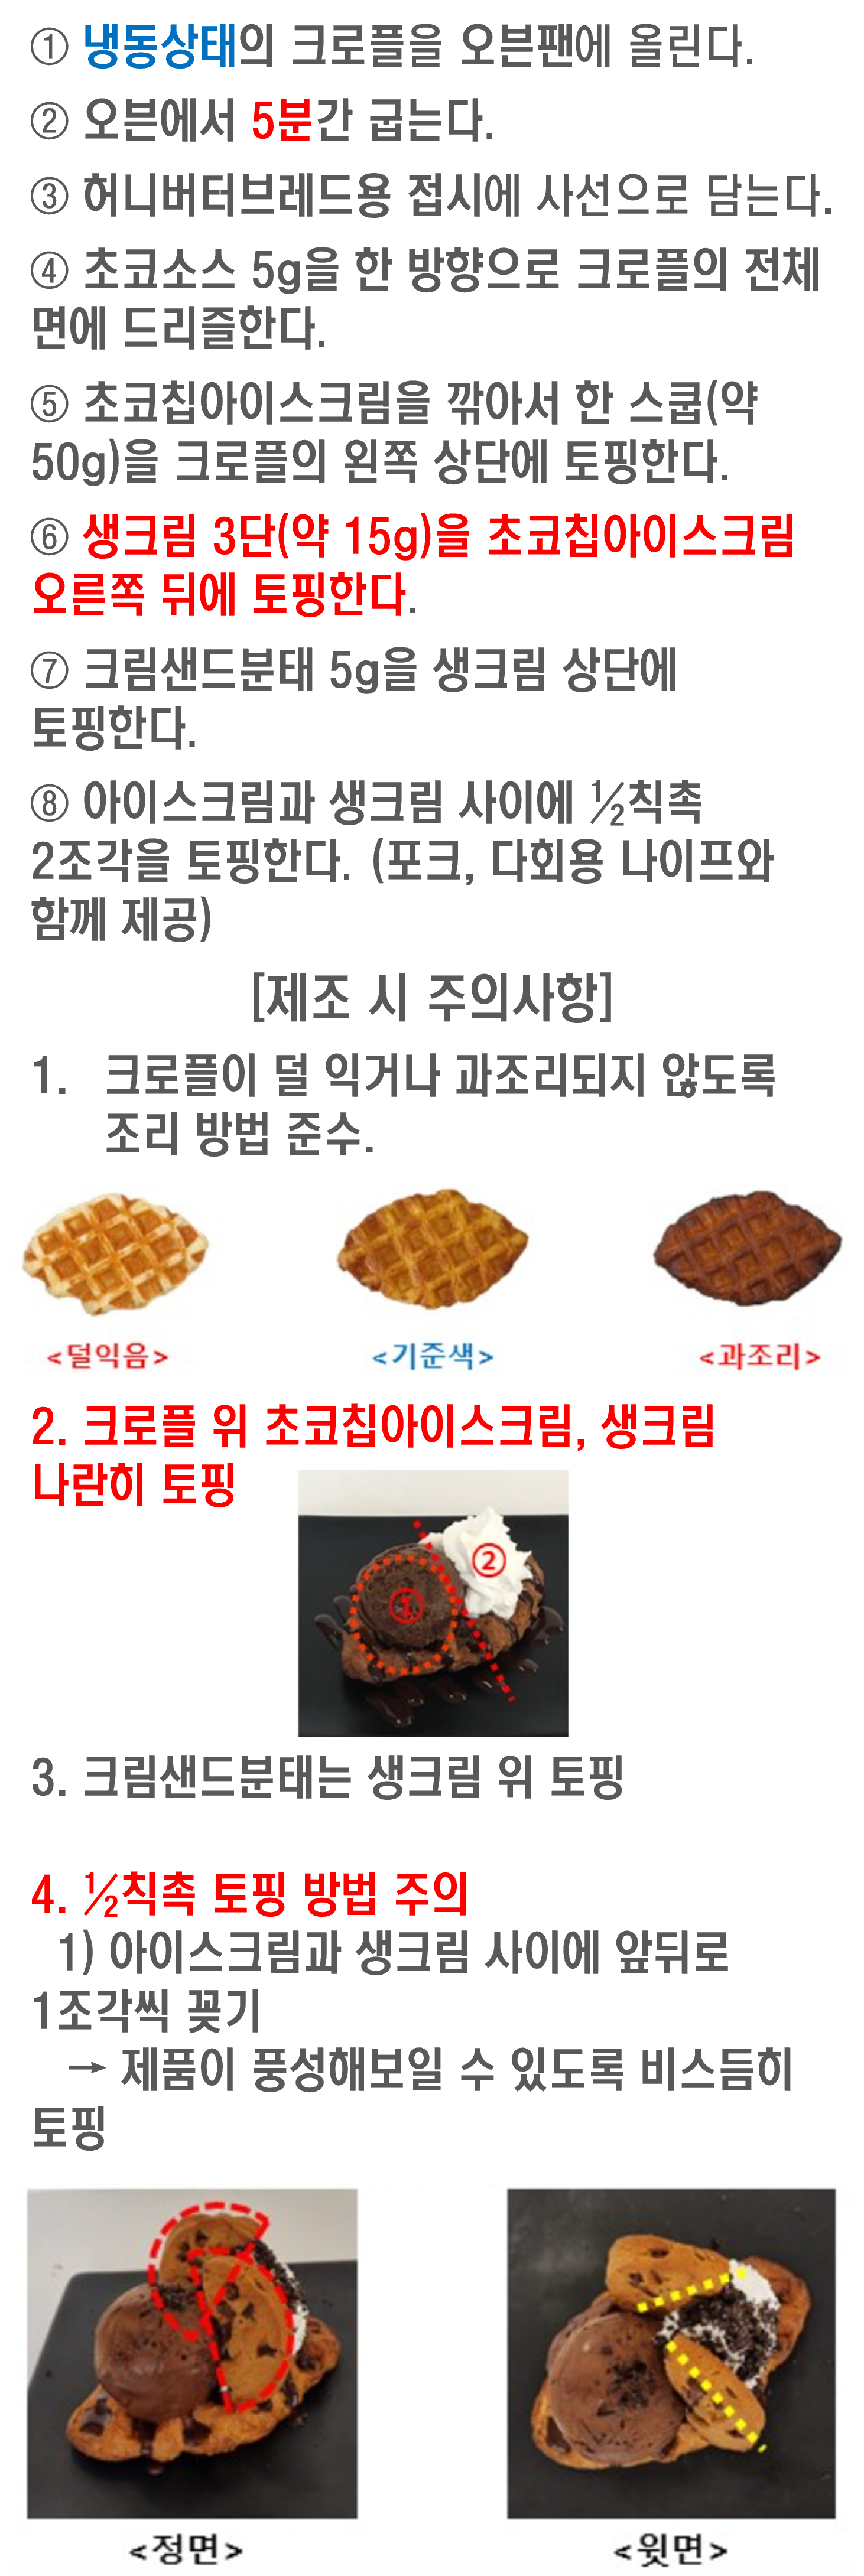 ① 냉동상태의 크로플을 오븐팬에 올린다.
② 오븐에서 5분간 굽는다.
③ 허니버터브레드용 접시에 사선으로 담는다.
④ 초코소스 5g을 한 방향으로 크로플의 전체
면에 드리즐한다.
⑤ 초코칩아이스크림을 깎아서 한 스쿱(약
50g)을 크로플의 왼쪽 상단에 토핑한다.
⑥ 생크림 3단(약 15g)을 초코칩아이스크림
오른쪽 뒤에 토핑한다.
⑦ 크림샌드분태 5g을 생크림 상단에
토핑한다.
⑧ 아이스크림과 생크림 사이에 ½칙촉
2조각을 토핑한다. (포크, 다회용 나이프와
함께 제공)
[제조 시 주의사항]
1. 크로플이 덜 익거나 과조리되지 않도록
조리 방법 준수.
<덜익음> <기준색> <과조리>
2. 크로플 위 초코칩아이스크림, 생크림
나란히 토핑
② 
①
3. 크림샌드분태는 생크림 위 토핑
4. ½칙촉 토핑 방법 주의
1) 아이스크림과 생크림 사이에 앞뒤로
1조각씩 꽂기
→ 제품이 풍성해보일 수 있도록 비스듬히
토핑
<정면> <윗면>